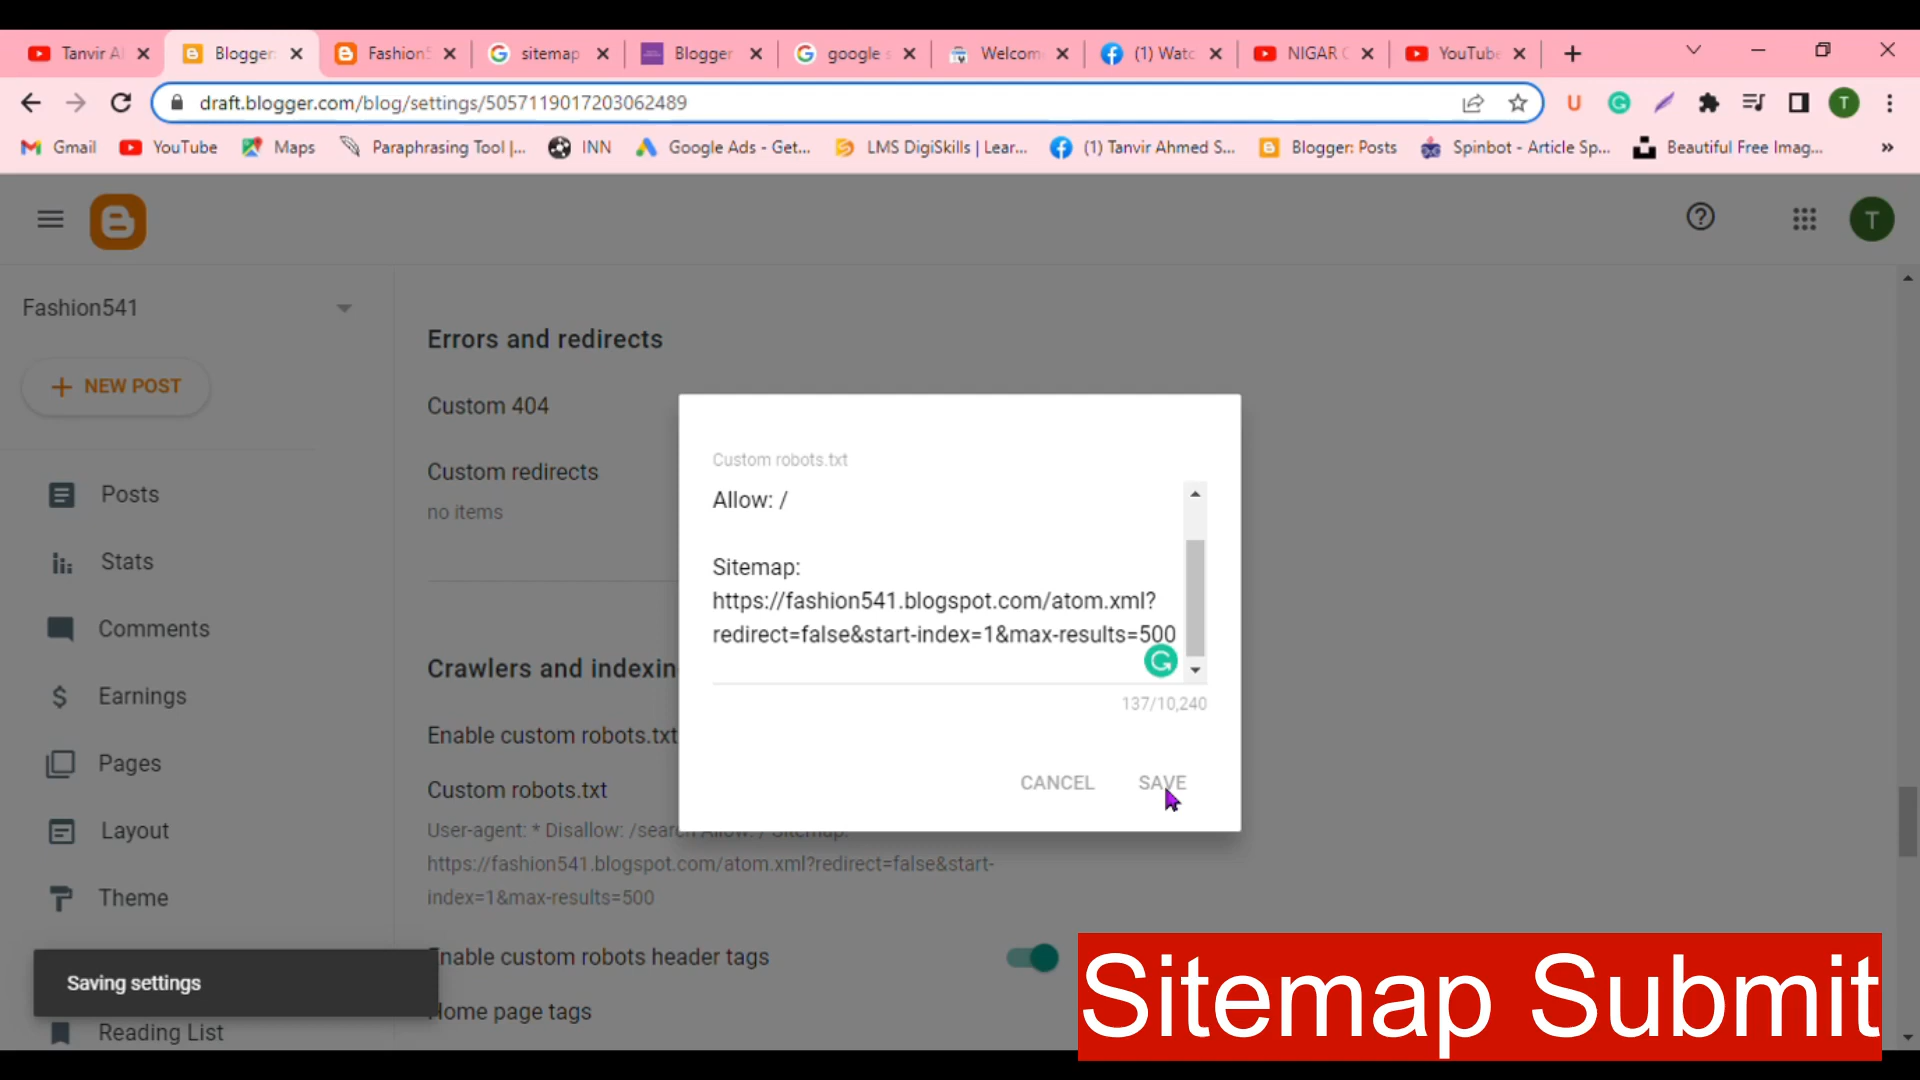 Tanvir A
Blogger
Fashion5
sitemap
Blogger
google s
Welcom
(1) Watc
NIGAR
YouTube
draft.blogger.com/blog/settings/5057119017203062489
U
T
Gmail
YouTube
Maps
Paraphrasing Tool |...
INN
Google Ads - Get...
LMS DigiSkills | Lear...
(1) Tanvir Ahmed S...
Blogger: Posts
Spinbot - Article Sp...
Beautiful Free Imag...
»
T
Fashion541
NEW POST
Posts
Stats
Comments
Earnings
Pages
Layout
Theme
Reading List
Saving settings
Errors and redirects
Custom 404
Custom redirects
no items
Crawlers and indexin
Enable custom robots.txt
Custom robots.txt
User-agent: * Disallow: /search Allow: / Sitemap:
https://fashion541.blogspot.com/atom.xml?redirect=false&start-
index=1&max-results=500
nable custom robots header tags
ome page tags
Custom robots.txt
Allow: /
Sitemap:
https://fashion541.blogspot.com/atom.xml?
redirect=false&start-index=1&max-results=500
137/10,240
CANCEL
SAVE
Sitemap Submit